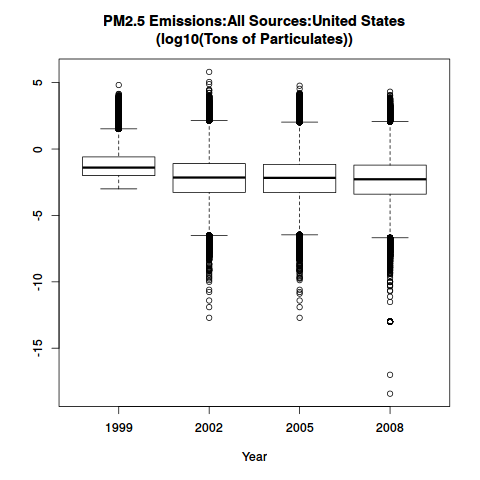 PM2.5 Emissions:All Sources:United States
(log10(Tons of Particulates))
5
0
-5
-10
-15
1999 2002 2005 2008
Year